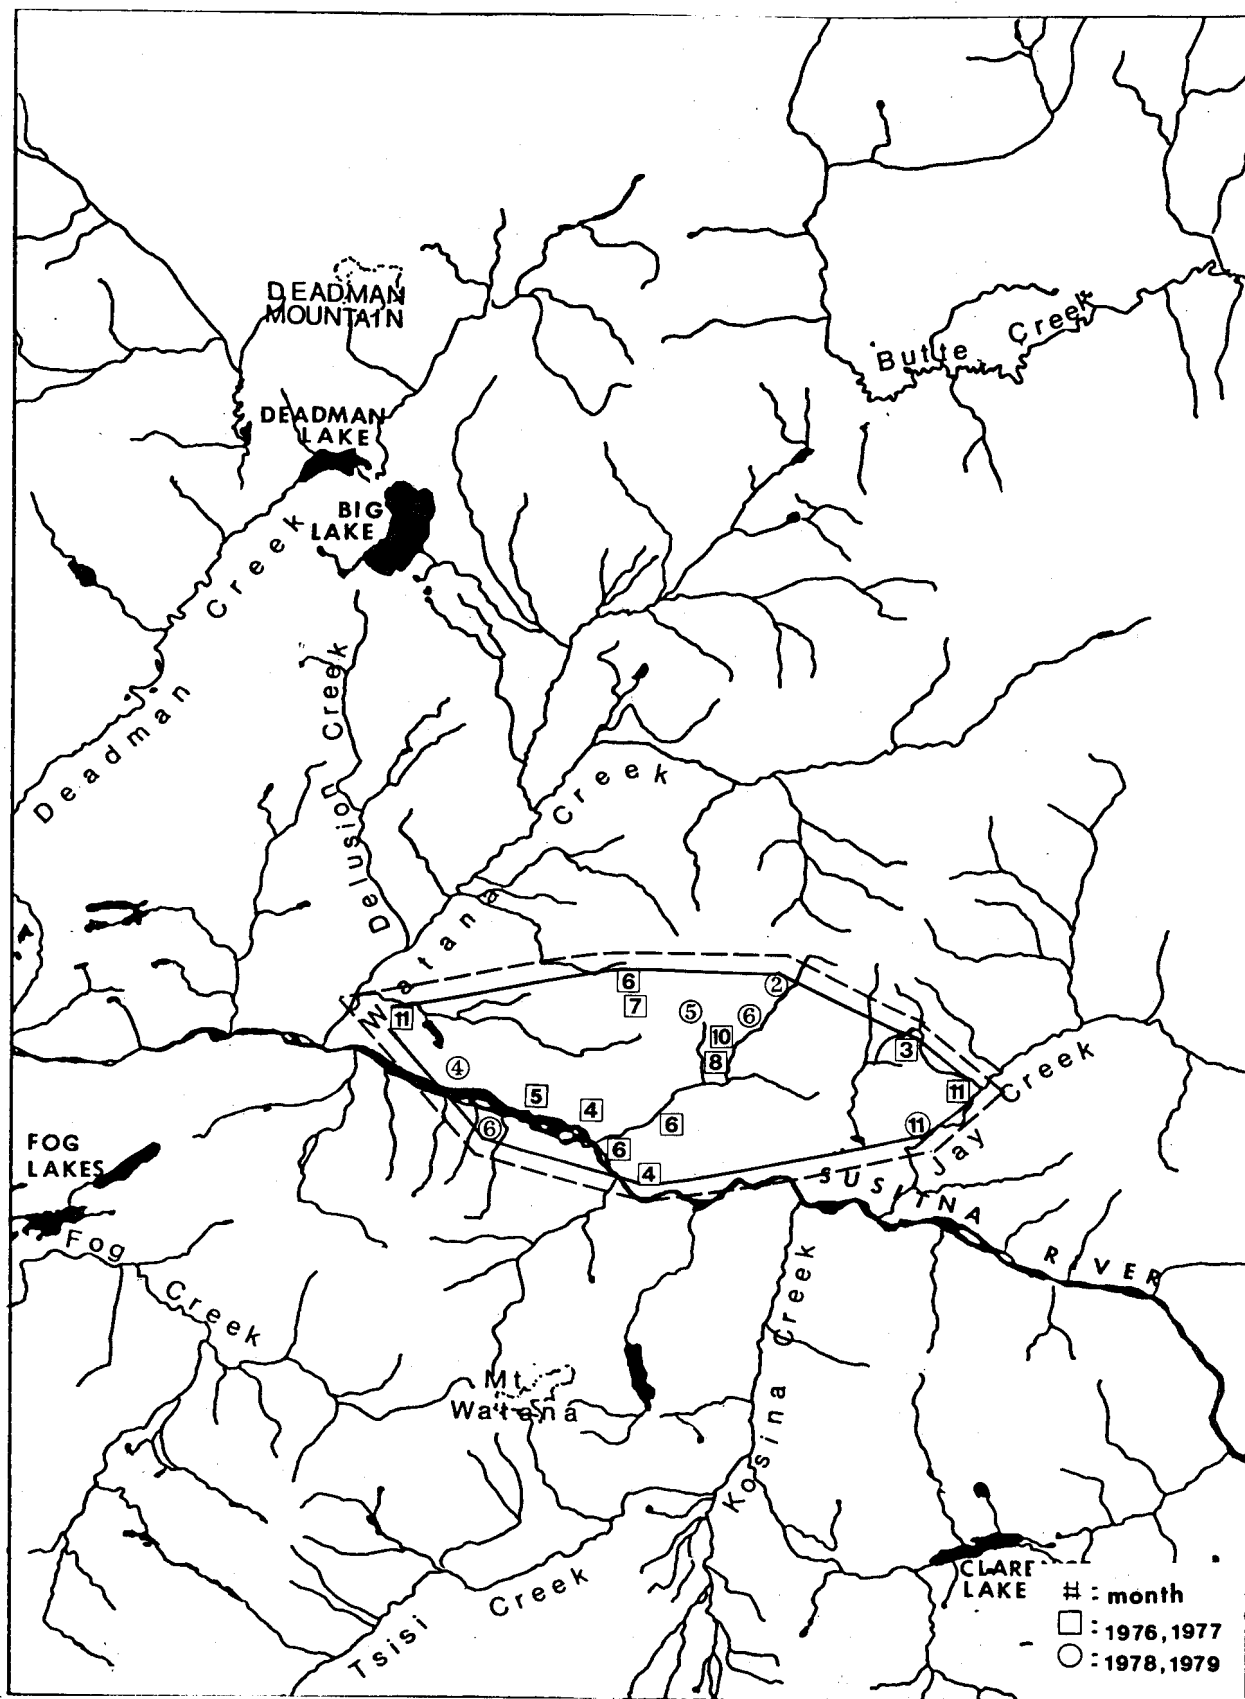 DEADMAN
MOUNTAIN
Butte Creek
DEADMAN
LAKE
BIG
LAKE
Deadman Creek
Delusion Creek
Watana Creek
6
7
2
5
6
10
11
3
8
4
11
5
4
6
6
11
6
4
Jay Creek
FOG
LAKES
SUSITNA RIVER
Fog
Creek
Kosina Creek
Mt
Watana
Tsisi Creek
LAKE
# : month
□ : 1976,1977
○ : 1978,1979